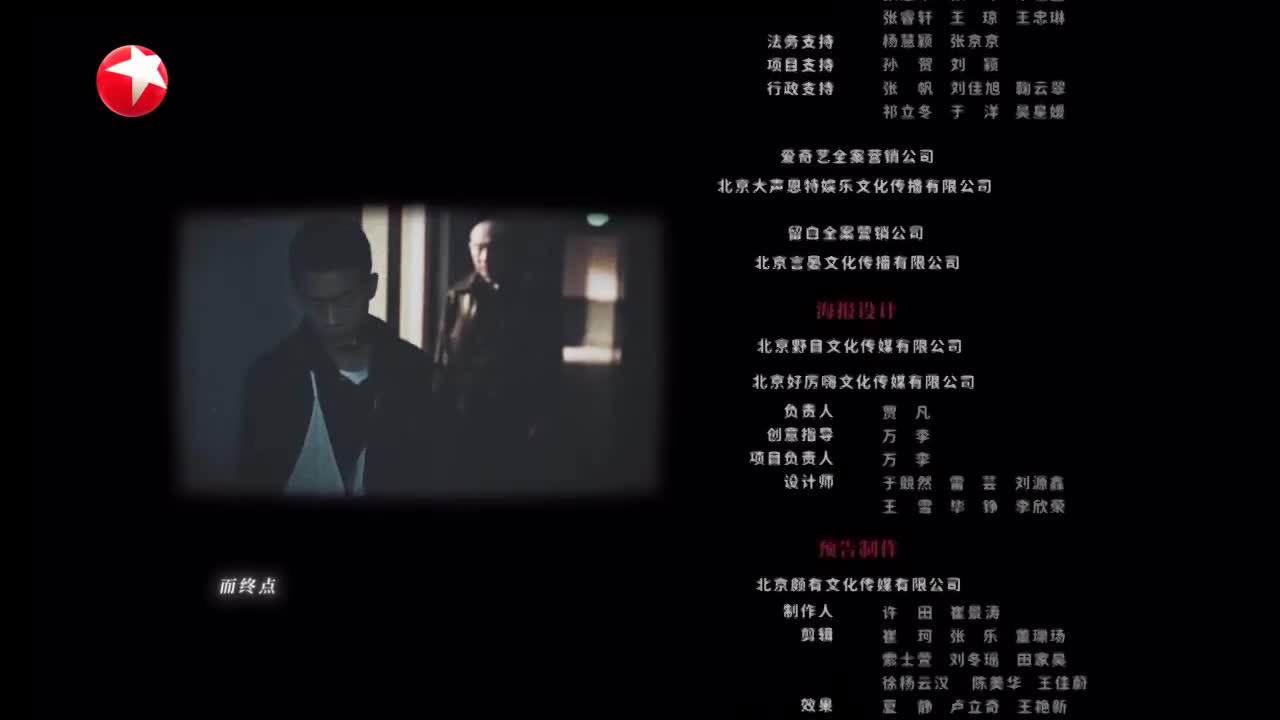 张睿轩 王 琼 王忠琳
法务支持 杨慧颖 张京京
项目支持 孙 贺 刘 颖
行政支持 张 帆 刘佳旭 鞠云翠
祁立冬 于 洋 吴星媛
爱奇艺全案营销公司
北京大声恩特娱乐文化传播有限公司
留白全案营销公司
北京言晏文化传播有限公司
海报设计
北京野目文化传媒有限公司
北京好厉嗨文化传媒有限公司
负责人 贾 凡
创意指导 万 李
项目负责人 万 李
设计师 于兢然 雷 芸 刘源鑫
王 雪 毕 铮 李欣荣
预告制作
北京颇有文化传媒有限公司
制作人 许 田 崔景涛
剪辑 崔 珂 张 乐 董珊玚
索士萱 刘冬瑶 田家昊
徐杨云汉 陈美华 王佳蔚
效果 夏 静 卢立奇 王艳新
而终点